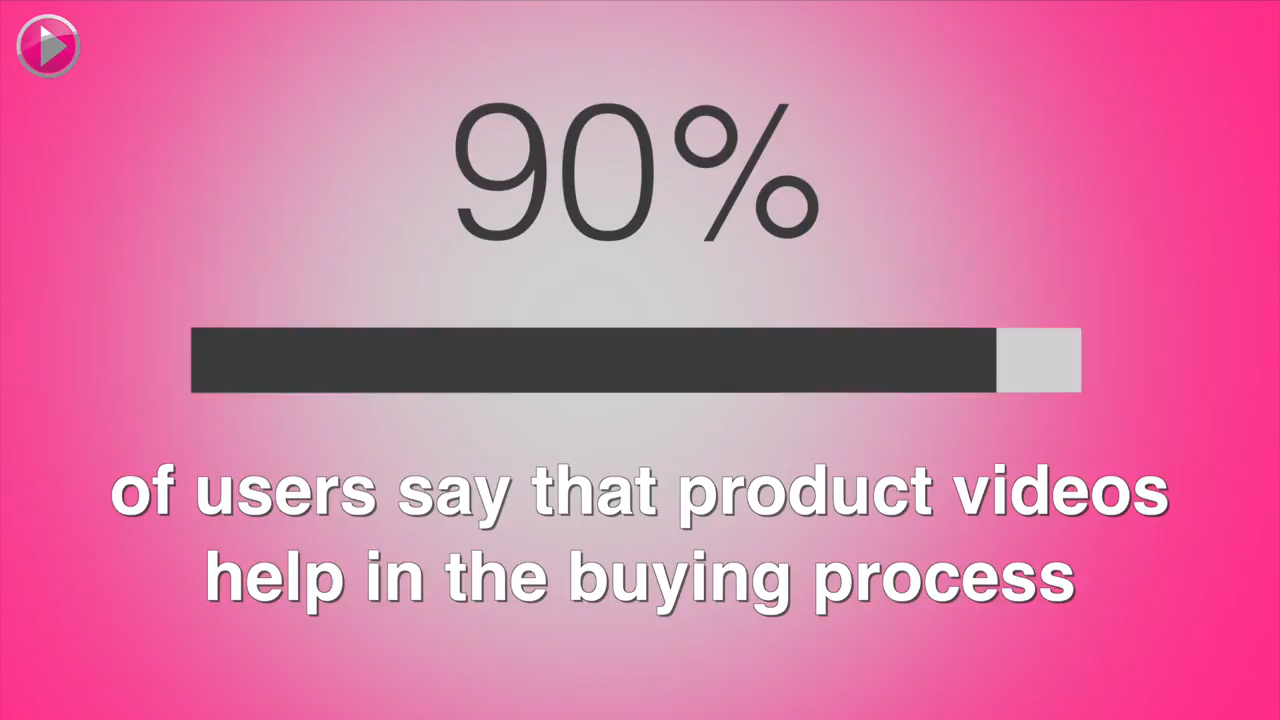 90%
of users say that product videos
help in the buying process